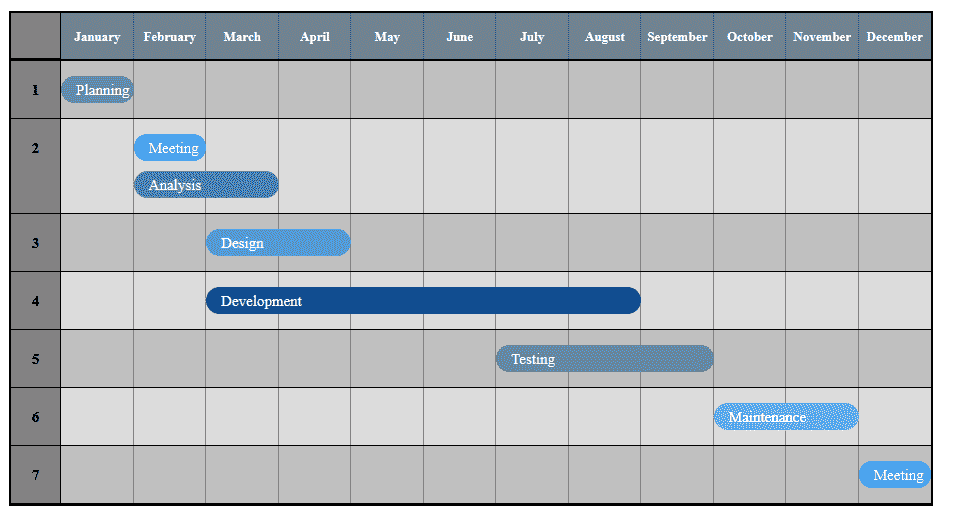 January February March April May June July August September October November December
1 Planning
2 Meeting
Analysis
3 Design
4 Development
5 Testing
6 Maintenance
7 Meeting